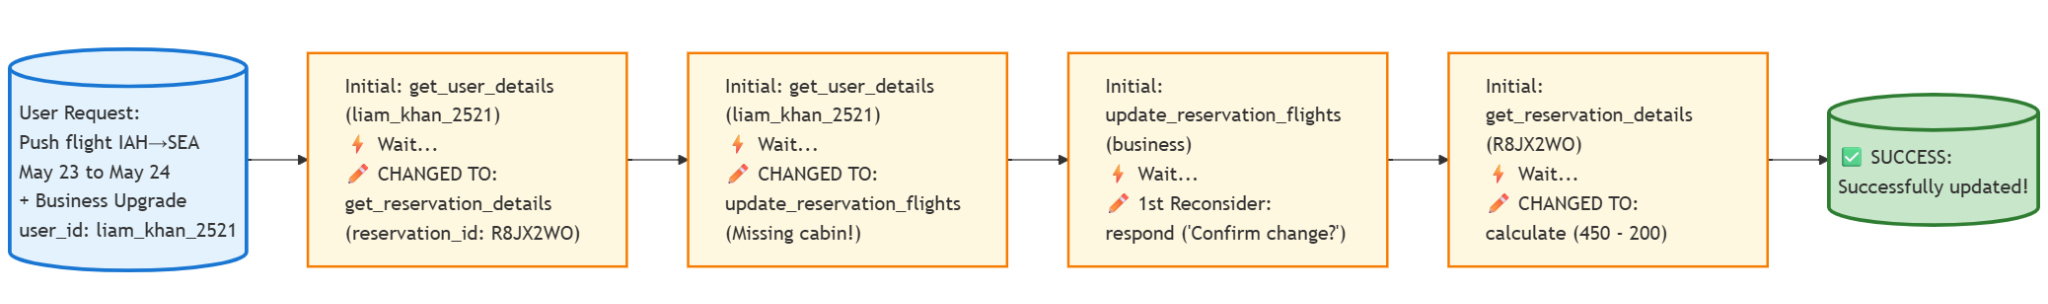 User Request:
Push flight IAH→SEA
May 23 to May 24
+ Business Upgrade
user_id: liam_khan_2521
Initial: get_user_details
(liam_khan_2521)
⚡ Wait...
✏️ CHANGED TO:
get_reservation_details
(reservation_id: R8JX2WO)
Initial: get_user_details
(liam_khan_2521)
⚡ Wait...
✏️ CHANGED TO:
update_reservation_flights
(Missing cabin!)
Initial:
update_reservation_flights
(business)
⚡ Wait...
✏️ 1st Reconsider:
respond ('Confirm change?')
Initial:
get_reservation_details
(R8JX2WO)
⚡ Wait...
✏️ CHANGED TO:
calculate (450 - 200)
✅ SUCCESS:
Successfully updated!